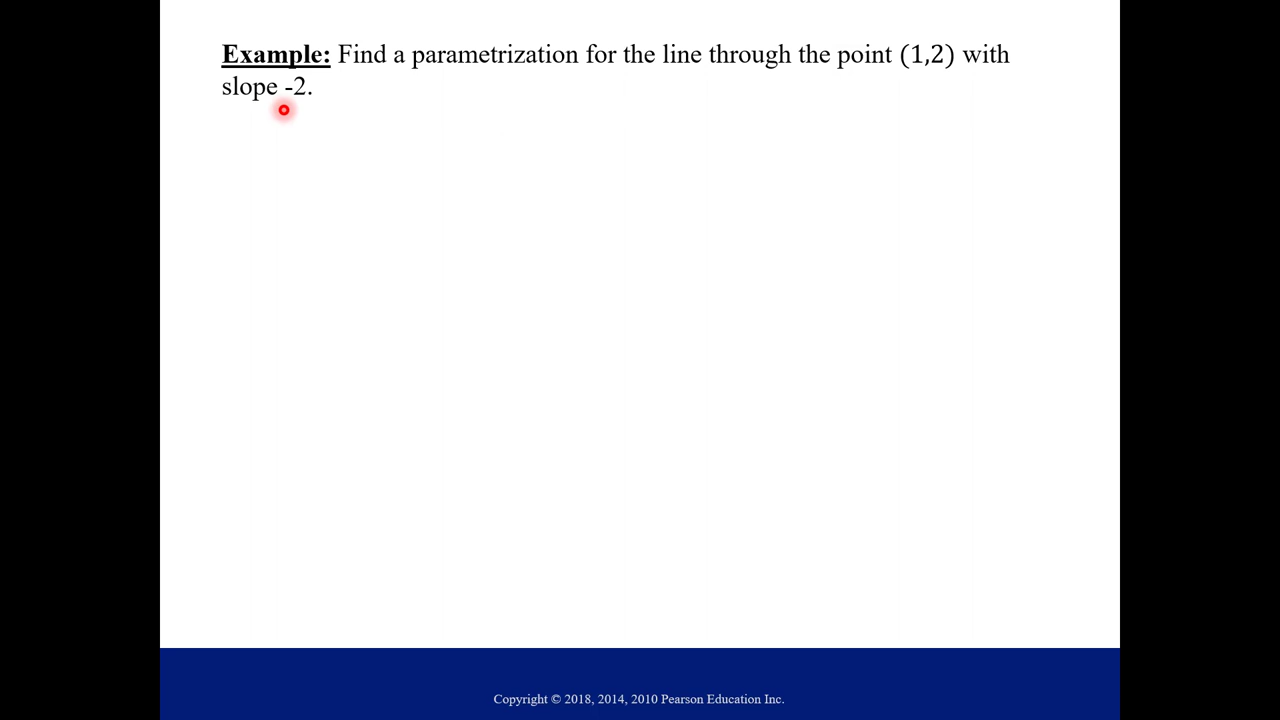 Example: Find a parametrization for the line through the point (1,2) with
slope -2.
Copyright © 2018, 2014, 2010 Pearson Education Inc.